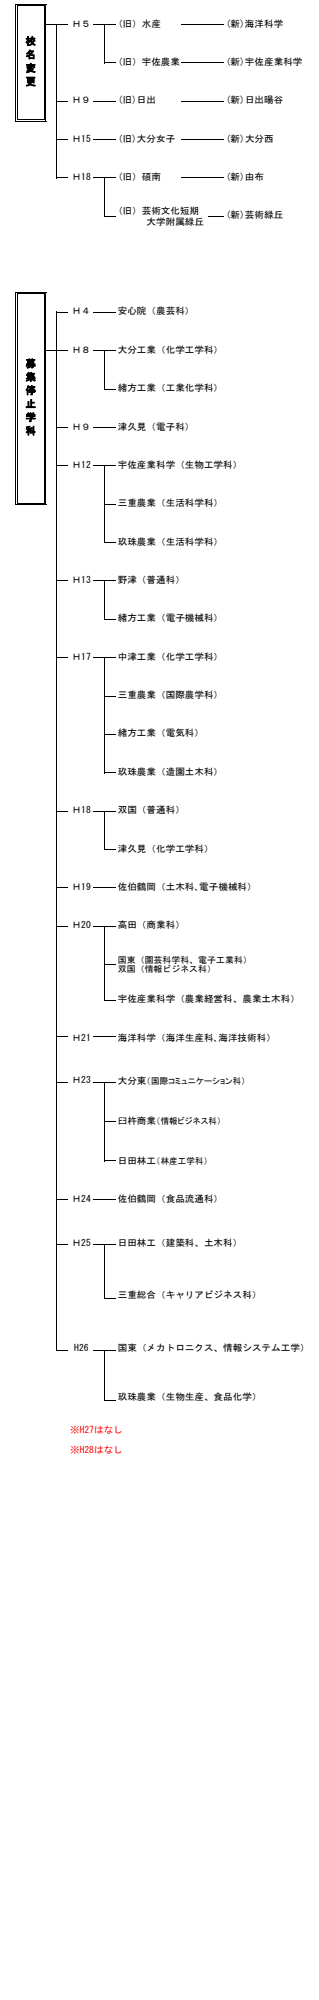 校名変更
H5 (旧) 水産 (新)海洋科学
(旧) 宇佐農業 (新)宇佐産業科学
H9 (旧)日出 (新)日出暘谷
H15 (旧)大分女子 (新)大分西
H18 (旧) 碩南 (新)由布
(旧) 芸術文化短期
大学附属緑丘 (新)芸術緑丘
募集停止学科
H4 安心院(農芸科)
H8 大分工業(化学工学科)
緒方工業(工業化学科)
H9 津久見(電子科)
H12 宇佐産業科学(生物工学科)
三重農業(生活科学科)
玖珠農業(生活科学科)
H13 野津(普通科)
緒方工業(電子機械科)
H17 中津工業(化学工学科)
三重農業(国際農学科)
緒方工業(電気科)
玖珠農業(造園土木科)
H18 双国(普通科)
津久見(化学工学科)
H19 佐伯鶴岡(土木科、電子機械科)
H20 高田(商業科)
国東(園芸科学科、電子工業科)
双国(情報ビジネス科)
宇佐産業科学(農業経営科、農業土木科)
H21 海洋科学(海洋生産科、海洋技術科)
H23 大分東(国際コミュニケーション科)
臼杵商業(情報ビジネス科)
日田林工(林産工学科)
H24 佐伯鶴岡(食品流通科)
H25 日田林工(建築科、土木科)
三重総合(キャリアビジネス科)
H26 国東(メカトロニクス、情報システム工学)
玖珠農業(生物生産、食品化学)
※H27はなし
※H28はなし